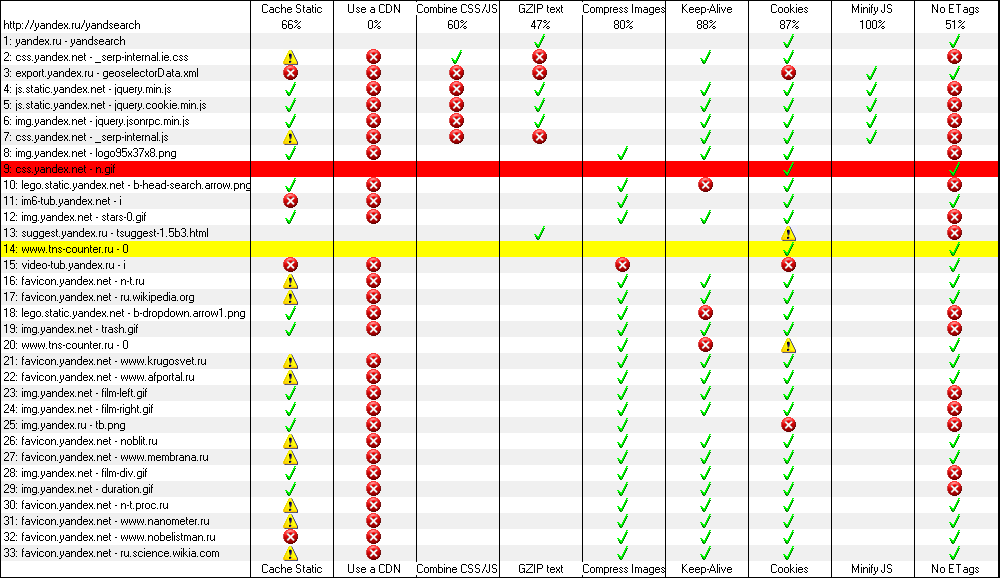 Cache Static Use a CDN Combine CSS/JS GZIP text Compress Images Keep-Alive Cookies Minify JS No ETags
http://yandex.ru/yandsearch 66% 0% 60% 47% 80% 88% 87% 100% 51%
1: yandex.ru - yandsearch
2: css.yandex.net - _serp-internal.ie.css
3: export.yandex.ru - geoselectorData.xml
4: js.static.yandex.net - jquery.min.js
5: js.static.yandex.net - jquery.cookie.min.js
6: img.yandex.net - jquery.jsonrpc.min.js
7: css.yandex.net - _serp-internal.js
8: img.yandex.net - logo95x37x8.png
9: css.yandex.net - n.gif
10: lego.static.yandex.net - b-head-search.arrow.png
11: im6-tub.yandex.net - i
12: img.yandex.net - stars-0.gif
13: suggest.yandex.ru - tsuggest-1.5b3.html
14: www.tns-counter.ru - 0
15: video-tub.yandex.ru - i
16: favicon.yandex.net - n-t.ru
17: favicon.yandex.net - ru.wikipedia.org
18: lego.static.yandex.net - b-dropdown.arrow1.png
19: img.yandex.net - trash.gif
20: www.tns-counter.ru - 0
21: favicon.yandex.net - www.krugosvet.ru
22: favicon.yandex.net - www.afportal.ru
23: img.yandex.net - film-left.gif
24: img.yandex.net - film-right.gif
25: img.yandex.ru - tb.png
26: favicon.yandex.net - noblit.ru
27: favicon.yandex.net - www.membrana.ru
28: img.yandex.net - film-div.gif
29: img.yandex.net - duration.gif
30: favicon.yandex.net - n-t.proc.ru
31: favicon.yandex.net - www.nanometer.ru
32: favicon.yandex.net - www.nobelistman.ru
33: favicon.yandex.net - ru.science.wikia.com
Cache Static Use a CDN Combine CSS/JS GZIP text Compress Images Keep-Alive Cookies Minify JS No ETags